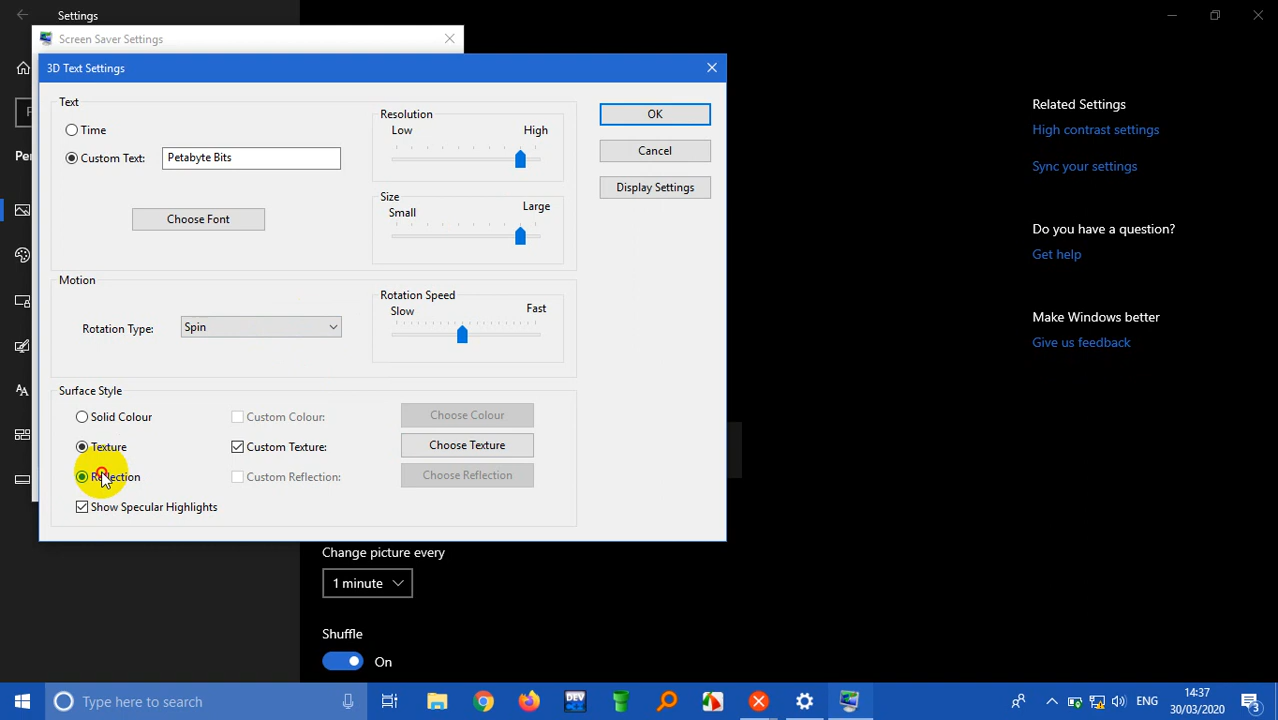 Settings
Screen Saver Settings
3D Text Settings
Text
Time
Custom Text:
Petabyte Bits
Choose Font
Resolution
Low
High
Size
Small
Large
OK
Cancel
Display Settings
Motion
Rotation Type:
Spin
Rotation Speed
Slow
Fast
Surface Style
Solid Colour
Custom Colour:
Choose Colour
Texture
Custom Texture:
Choose Texture
Reflection
Custom Reflection:
Choose Reflection
Show Specular Highlights
Related Settings
High contrast settings
Sync your settings
Do you have a question?
Get help
Make Windows better
Give us feedback
Change picture every
1 minute
Shuffle
On
Type here to search
DEV
ENG
14:37
30/03/2020
3